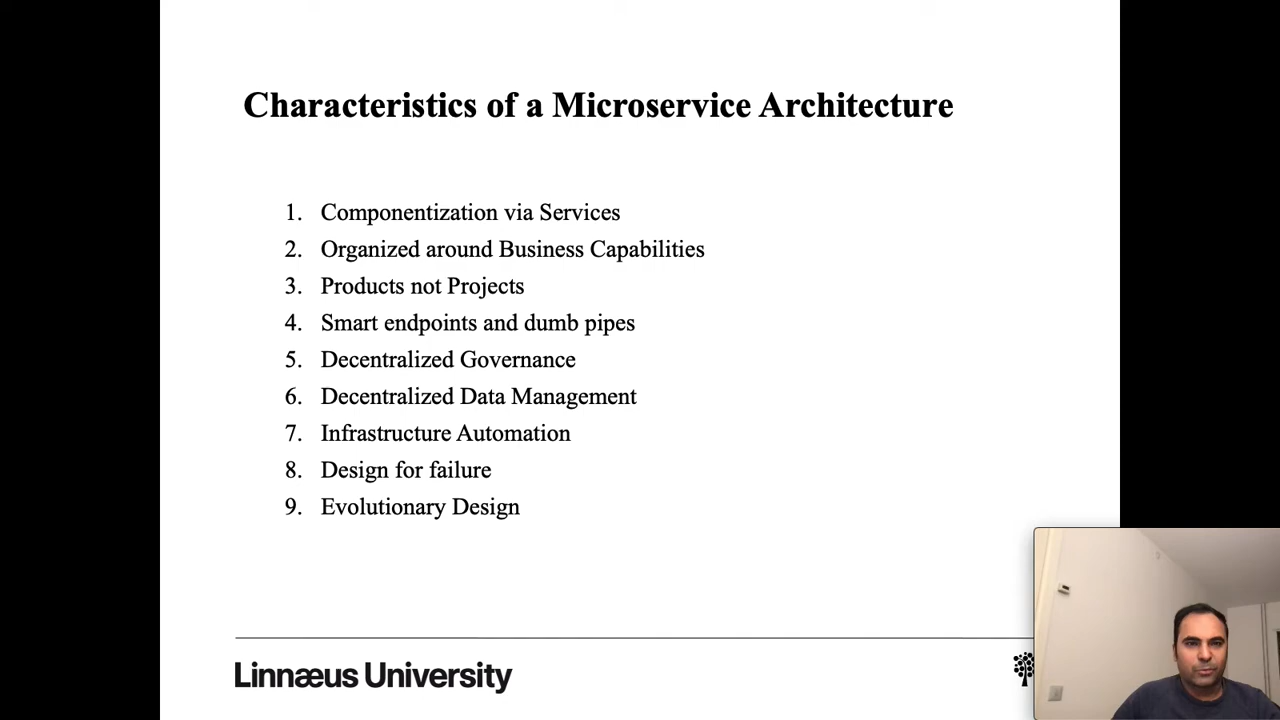 Characteristics of a Microservice Architecture
1. Componentization via Services
2. Organized around Business Capabilities
3. Products not Projects
4. Smart endpoints and dumb pipes
5. Decentralized Governance
6. Decentralized Data Management
7. Infrastructure Automation
8. Design for failure
9. Evolutionary Design
Linnæus University